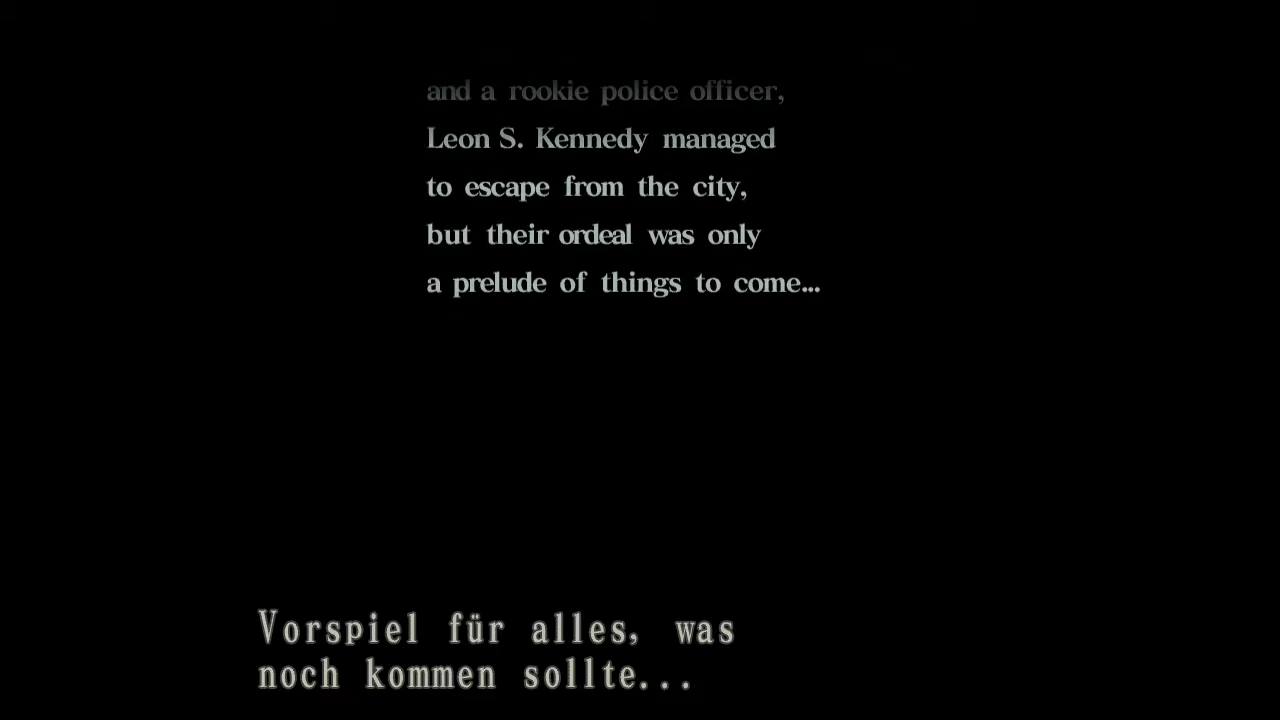 and a rookie police officer,
Leon S. Kennedy managed
to escape from the city,
but their ordeal was only
a prelude of things to come...
Vorspiel für alles, was
noch kommen sollte...